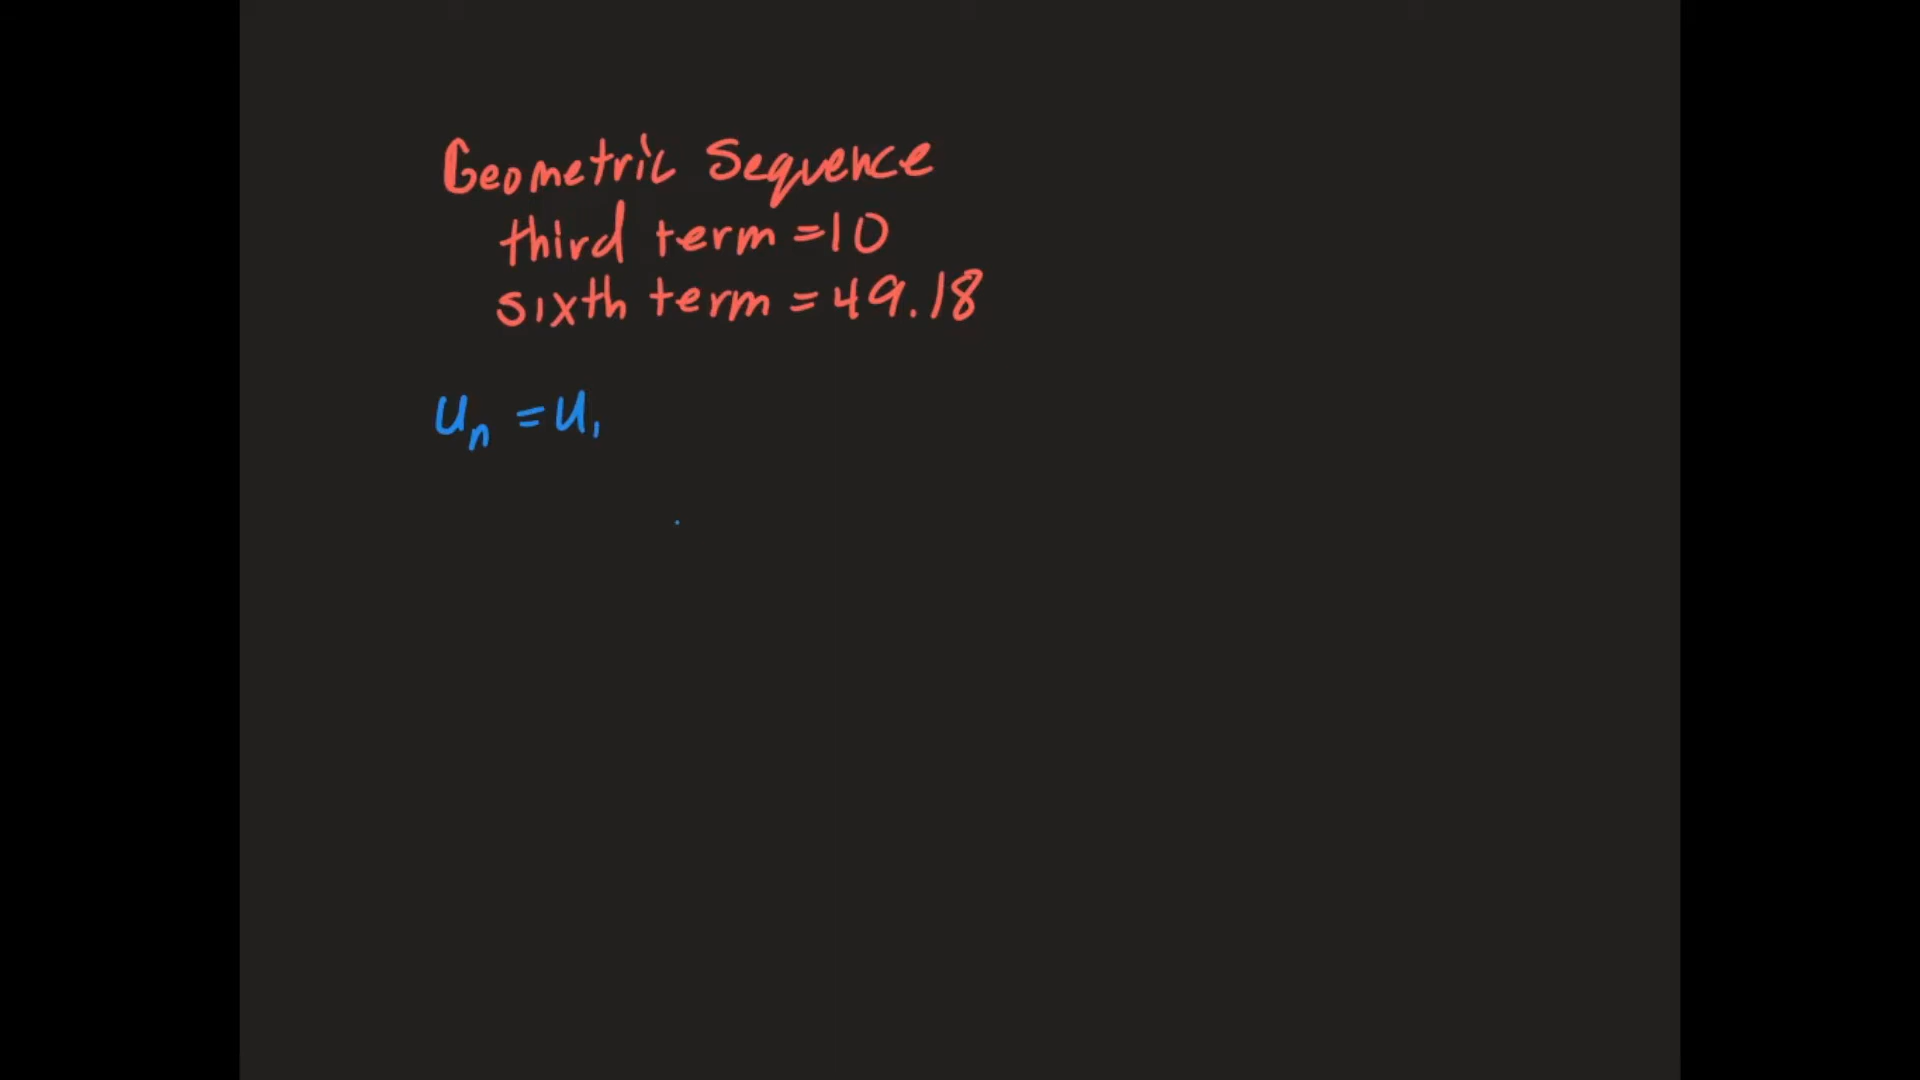 Geometric Sequence
third term = 10
sixth term = 49.18
uₙ = u₁